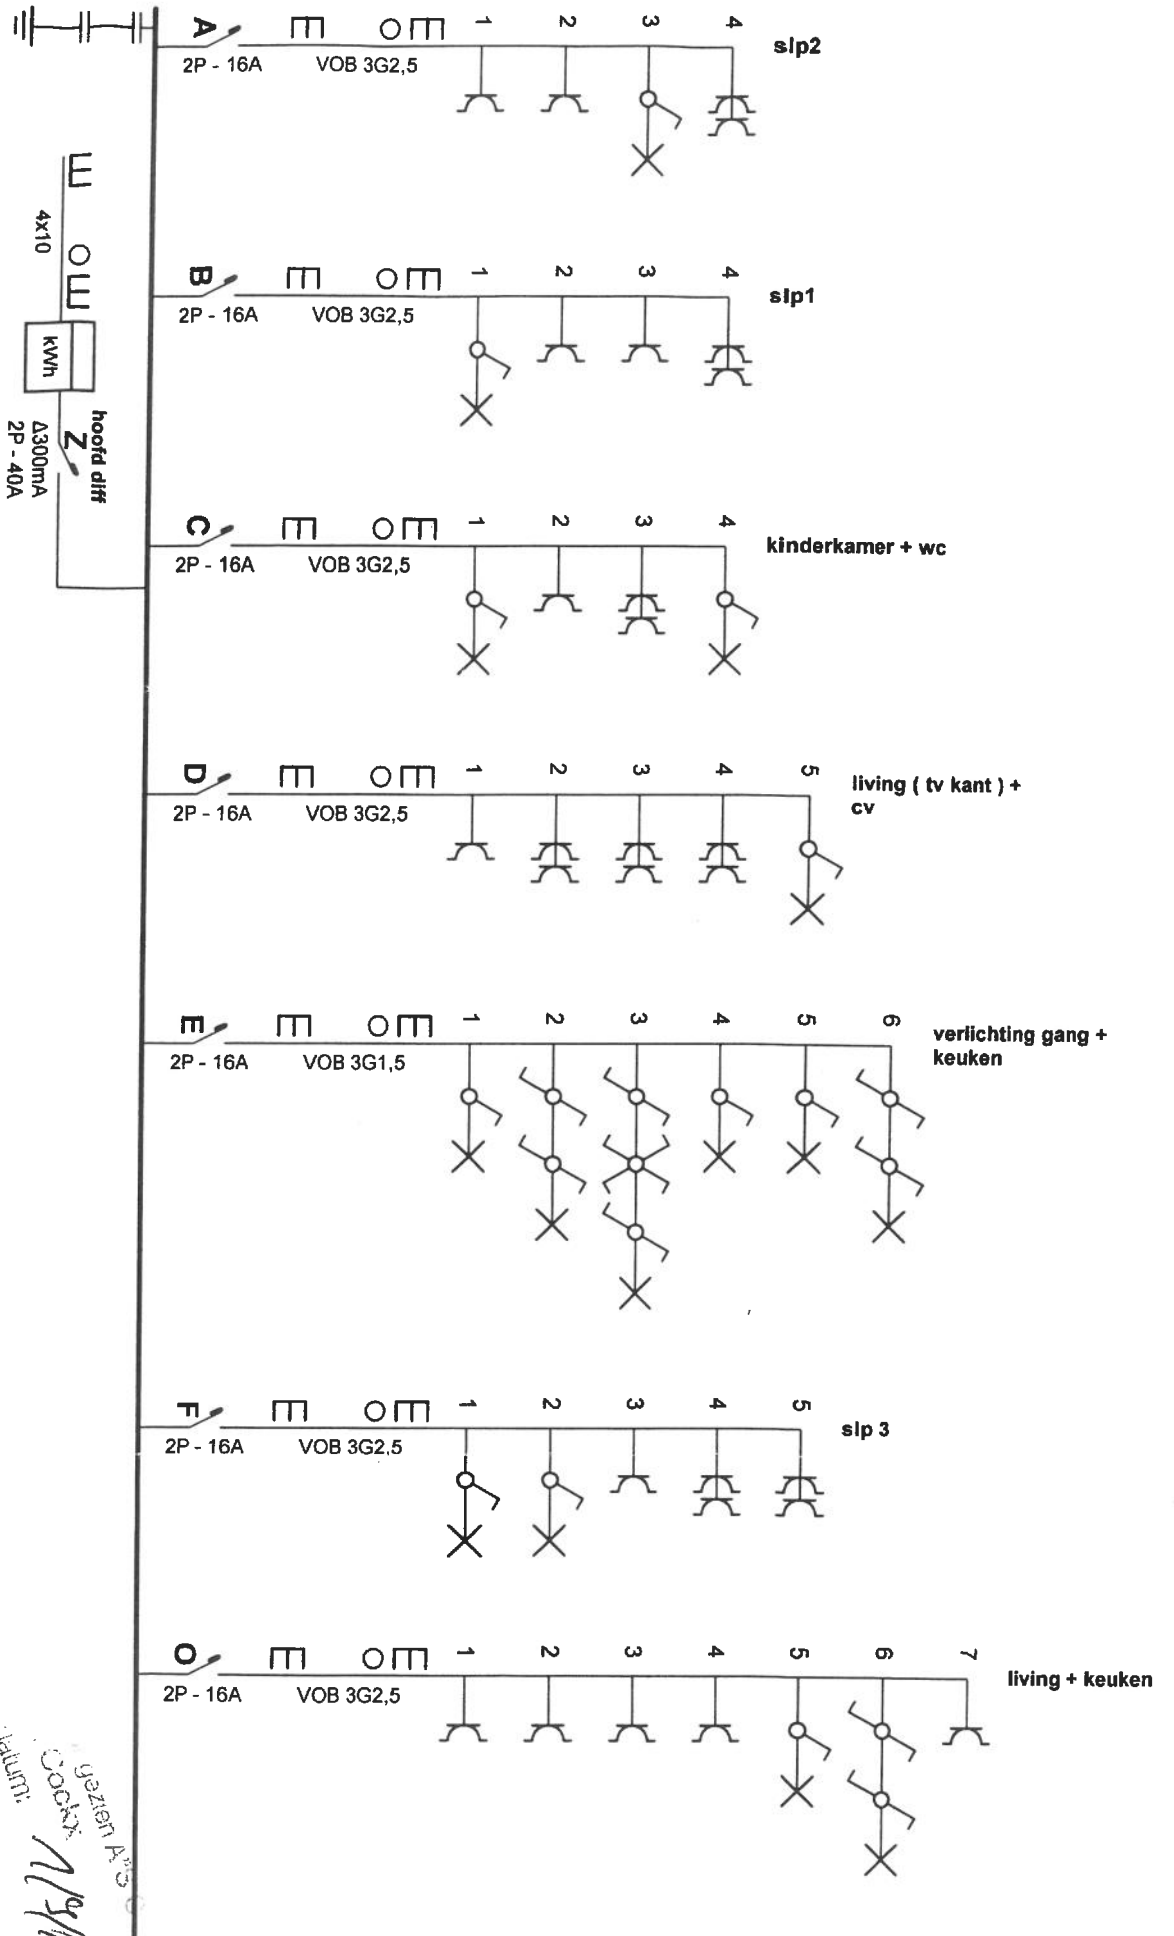 A 1 2 3 4 slp2
2P - 16A VOB 3G2,5
4x10
kWh
hoofd diff
Z
Δ300mA
2P - 40A
B 1 2 3 4 slp1
2P - 16A VOB 3G2,5
C 1 2 3 4 kinderkamer + wc
2P - 16A VOB 3G2,5
D 1 2 3 4 5 living ( tv kant ) +
cv
2P - 16A VOB 3G2,5
E 1 2 3 4 5 6 verlichting gang +
keuken
2P - 16A VOB 3G1,5
F 1 2 3 4 5 slp 3
2P - 16A VOB 3G2,5
O 1 2 3 4 5 6 7 living + keuken
2P - 16A VOB 3G2,5
gezien
Cockx